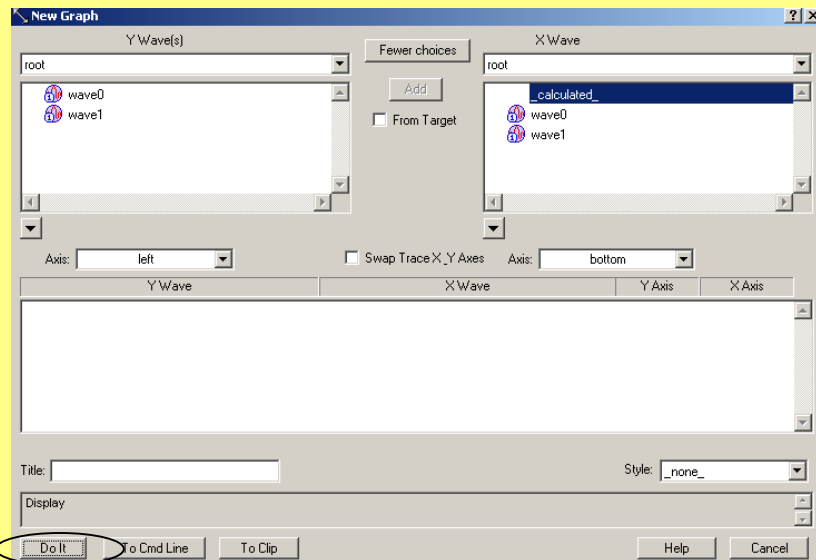 New Graph
Y Wave(s)
Fewer choices
X Wave
root
root
Add
_calculated_
wave0
wave0
wave1
From Target
wave1
Axis: left
Swap Trace X_Y Axes
Axis: bottom
Y Wave X Wave Y Axis X Axis
Title:
Style: _none_
Display
Do It To Cmd Line To Clip Help Cancel